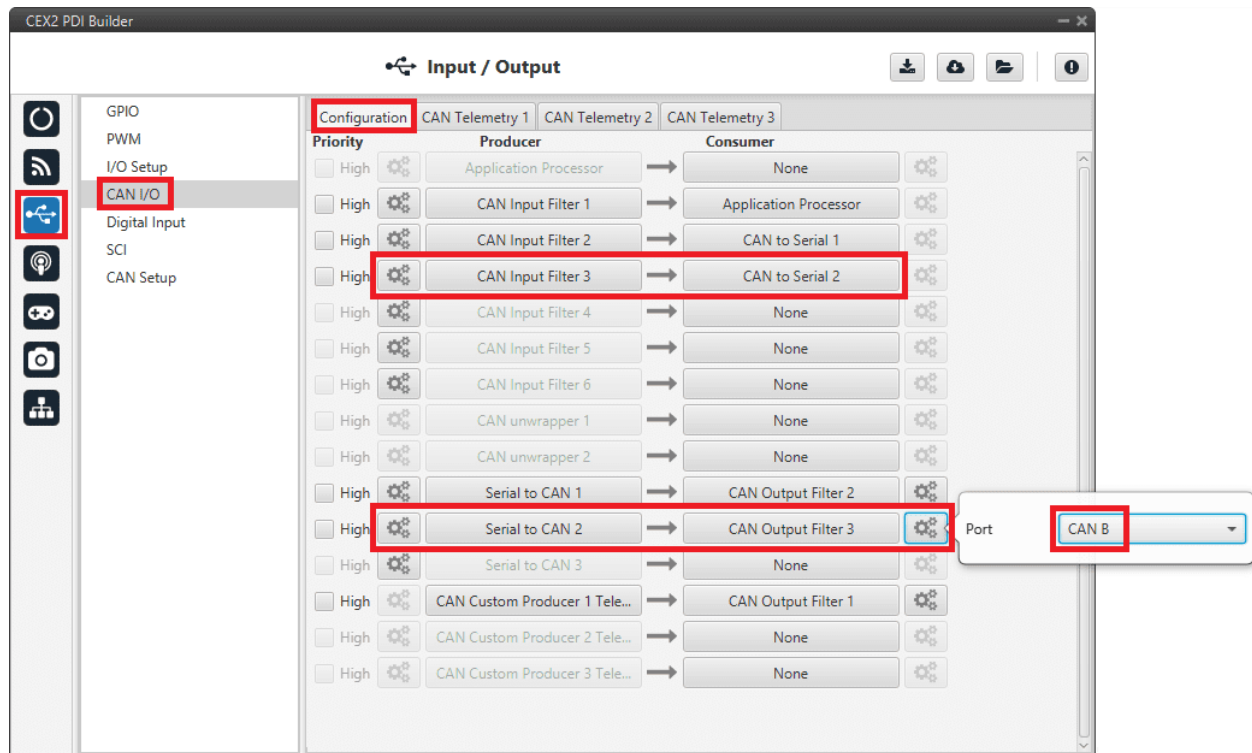 CEX2 PDI Builder
Input / Output
GPIO
PWM
I/O Setup
CAN I/O
Digital Input
SCI
CAN Setup
Configuration CAN Telemetry 1 CAN Telemetry 2 CAN Telemetry 3
Priority Producer Consumer
High Application Processor None
High CAN Input Filter 1 Application Processor
High CAN Input Filter 2 CAN to Serial 1
High CAN Input Filter 3 CAN to Serial 2
High CAN Input Filter 4 None
High CAN Input Filter 5 None
High CAN Input Filter 6 None
High CAN unwrapper 1 None
High CAN unwrapper 2 None
High Serial to CAN 1 CAN Output Filter 2
High Serial to CAN 2 CAN Output Filter 3 Port CAN B
High Serial to CAN 3 None
High CAN Custom Producer 1 Tele... CAN Output Filter 1
High CAN Custom Producer 2 Tele... None
High CAN Custom Producer 3 Tele... None